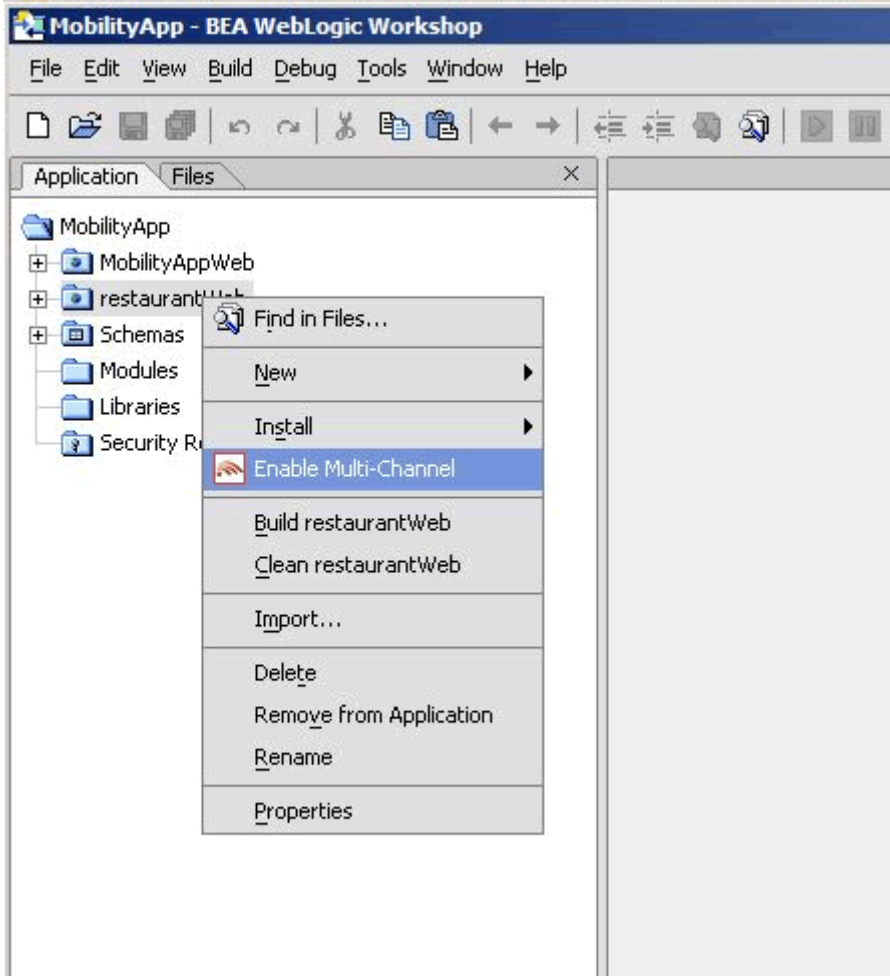 MobilityApp - BEA WebLogic Workshop
File Edit View Build Debug Tools Window Help
Application Files
MobilityApp
MobilityAppWeb
restaurantWeb
Schemas
Modules
Libraries
Security
Find in Files...
New
Install
Enable Multi-Channel
Build restaurantWeb
Clean restaurantWeb
Import...
Delete
Remove from Application
Rename
Properties